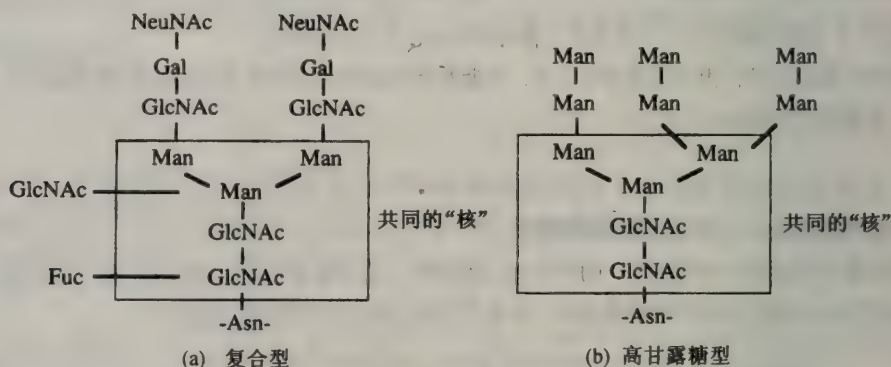 NeuNAc NeuNAc
Gal Gal
GlcNAc GlcNAc
Man Man
GlcNAc Man
GlcNAc 共同的“核”
Fuc GlcNAc
-Asn-
(a) 复合型
Man Man Man
Man Man Man
Man Man
Man
GlcNAc 共同的“核”
GlcNAc
-Asn-
(b) 高甘露糖型